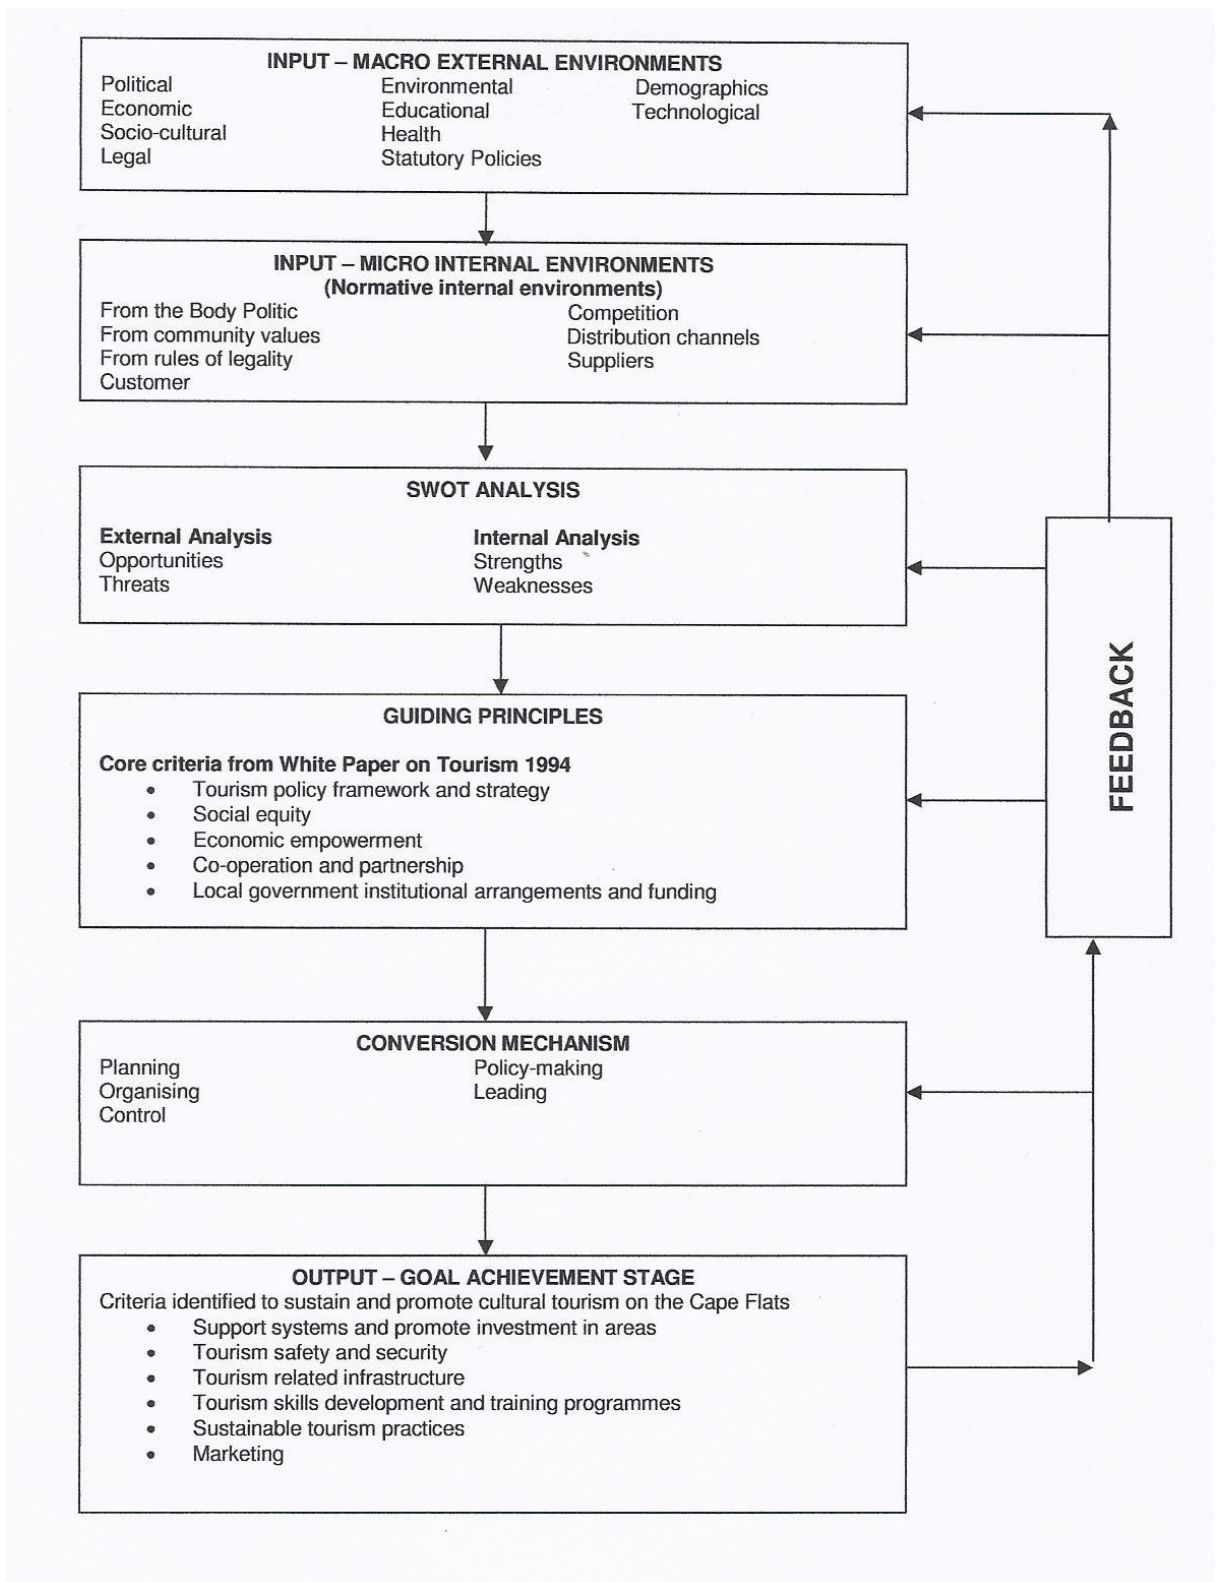 INPUT – MACRO EXTERNAL ENVIRONMENTS
Political Environmental Demographics
Economic Educational Technological
Socio-cultural Health
Legal Statutory Policies
INPUT – MICRO INTERNAL ENVIRONMENTS
(Normative internal environments)
From the Body Politic Competition
From community values Distribution channels
From rules of legality Suppliers
Customer
SWOT ANALYSIS
External Analysis Internal Analysis
Opportunities Strengths
Threats Weaknesses
GUIDING PRINCIPLES
Core criteria from White Paper on Tourism 1994
• Tourism policy framework and strategy
• Social equity
• Economic empowerment
• Co-operation and partnership
• Local government institutional arrangements and funding
CONVERSION MECHANISM
Planning Policy-making
Organising Leading
Control
OUTPUT – GOAL ACHIEVEMENT STAGE
Criteria identified to sustain and promote cultural tourism on the Cape Flats
• Support systems and promote investment in areas
• Tourism safety and security
• Tourism related infrastructure
• Tourism skills development and training programmes
• Sustainable tourism practices
• Marketing
FEEDBACK